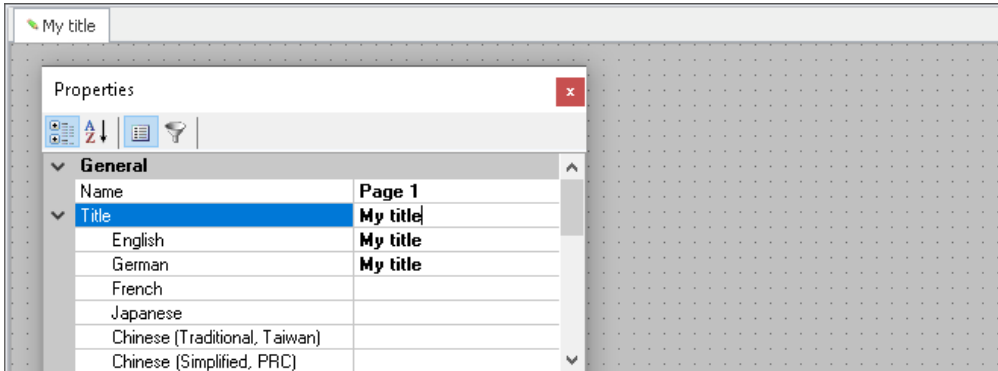 My title
Properties
x
A Z
General
Name Page 1
Title My title
English My title
German My title
French
Japanese
Chinese (Traditional, Taiwan)
Chinese (Simplified, PRC)